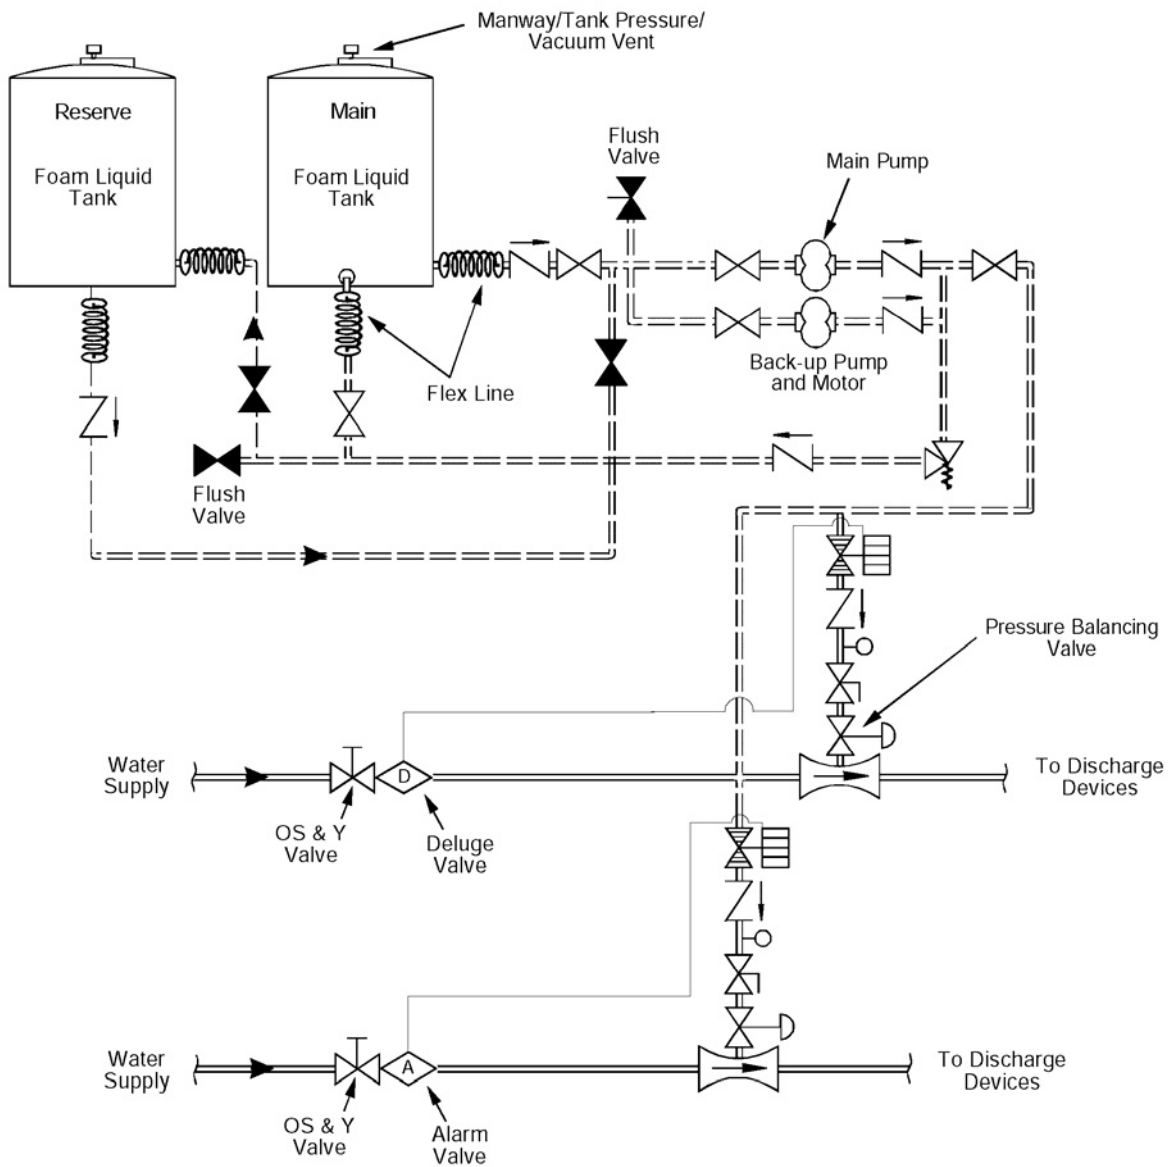 Manway/Tank Pressure/
Vacuum Vent
Reserve
Foam Liquid
Tank
Main
Foam Liquid
Tank
Flush
Valve
Main Pump
Back-up Pump
and Motor
Flex Line
Flush
Valve
Pressure Balancing
Valve
Water
Supply
D
OS & Y
Valve
Deluge
Valve
To Discharge
Devices
Water
Supply
A
OS & Y
Valve
Alarm
Valve
To Discharge
Devices